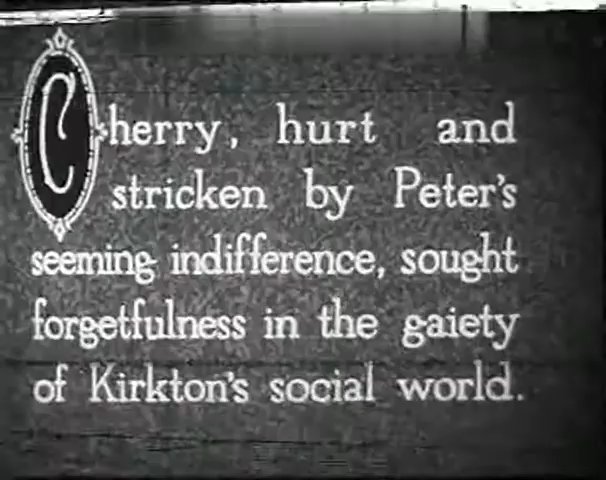 Cherry, hurt and
stricken by Peter's
seeming indifference, sought
forgetfulness in the gaiety
of Kirkton's social world.